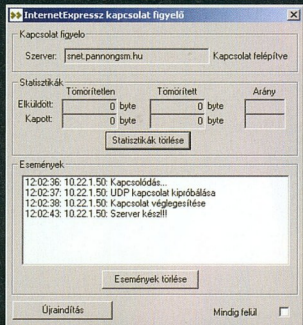 InternetExpressz kapcsolat figyelő
Kapcsolat figyelo
Szerver: snet.pannongsm.hu Kapcsolat felépítve
Statisztikák
Tömörítetlen Tömörített Arány
Elküldött: 0 byte 0 byte
Kapott: 0 byte 0 byte
Statisztikák törlése
Események
12:02:36: 10.22.1.50: Kapcsolódás...
12:02:37: 10.22.1.50: UDP kapcsolat kipróbálása
12:02:38: 10.22.1.50: Kapcsolat véglegesítése
12:02:43: 10.22.1.50: Szerver kész!!!
Események törlése
Újraindítás Mindig felül